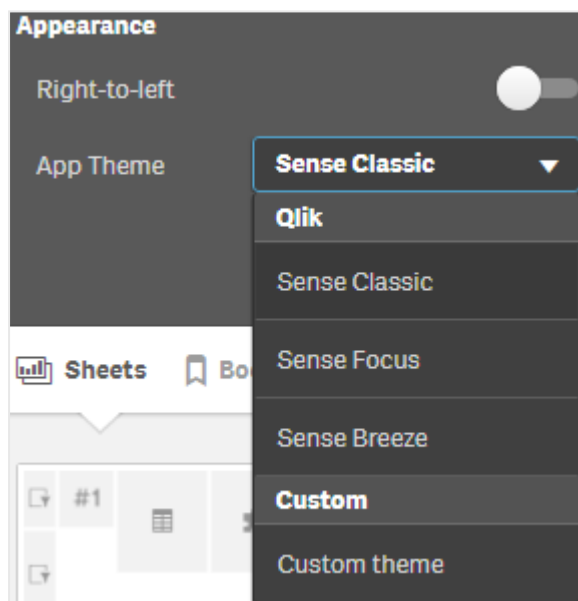 Appearance
Right-to-left
App Theme
Sense Classic
Qlik
Sense Classic
Sense Focus
Sense Breeze
Custom
Custom theme
Sheets
#1